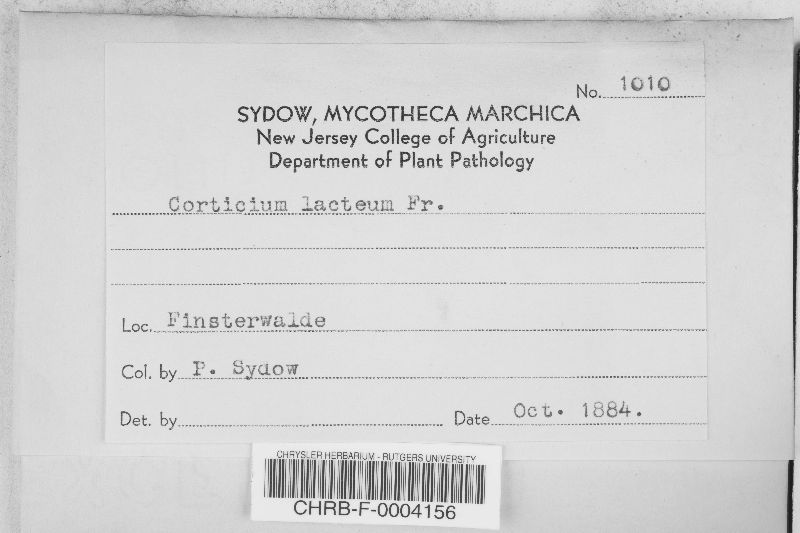 No. 1010
SYDOW, MYCOTHECA MARCHICA
New Jersey College of Agriculture
Department of Plant Pathology
Corticium lacteum Fr.
Loc. Finsterwalde
Col. by P. Sydow
Det. by Date Oct. 1884.
CHRYSLER HERBARIUM - RUTGERS UNIVERSITY
CHRB-F-0004156